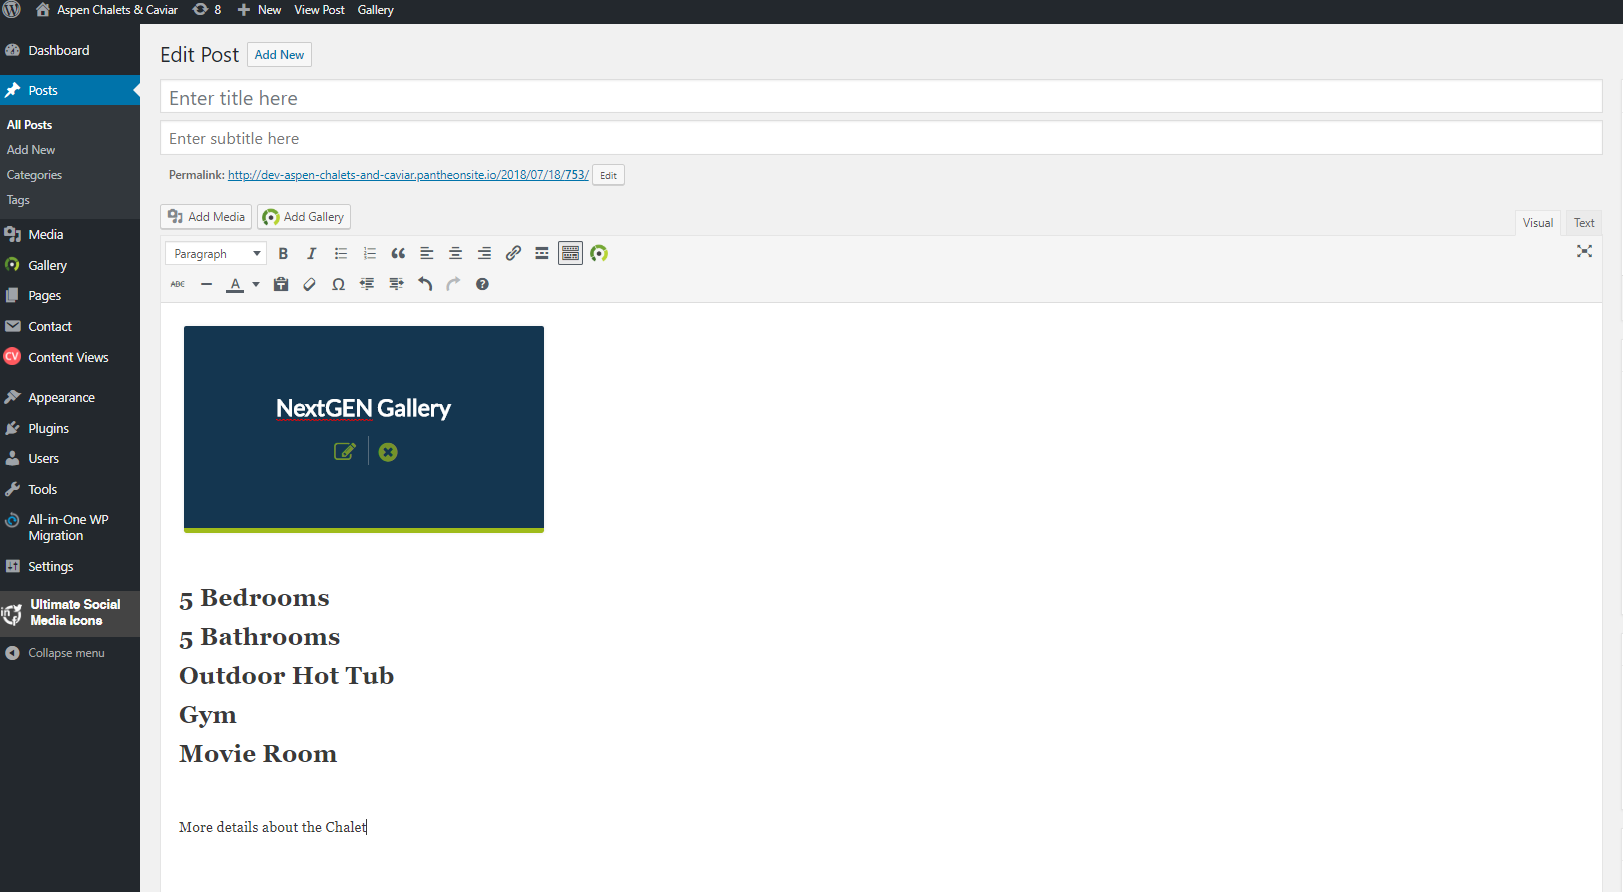 Aspen Chalets & Caviar 8 New View Post Gallery
Dashboard
Posts
All Posts
Add New
Categories
Tags
Media
Gallery
Pages
Contact
CV Content Views
Appearance
Plugins
Users
Tools
All-in-One WP
Migration
Settings
Ultimate Social
Media Icons
Collapse menu
Edit Post Add New
Enter title here
Enter subtitle here
Permalink: http://dev-aspen-chalets-and-caviar.pantheonsite.io/2018/07/18/753/ Edit
Add Media Add Gallery
Visual Text
Paragraph B I
ABC A Ω
NextGEN Gallery
5 Bedrooms
5 Bathrooms
Outdoor Hot Tub
Gym
Movie Room
More details about the Chalet